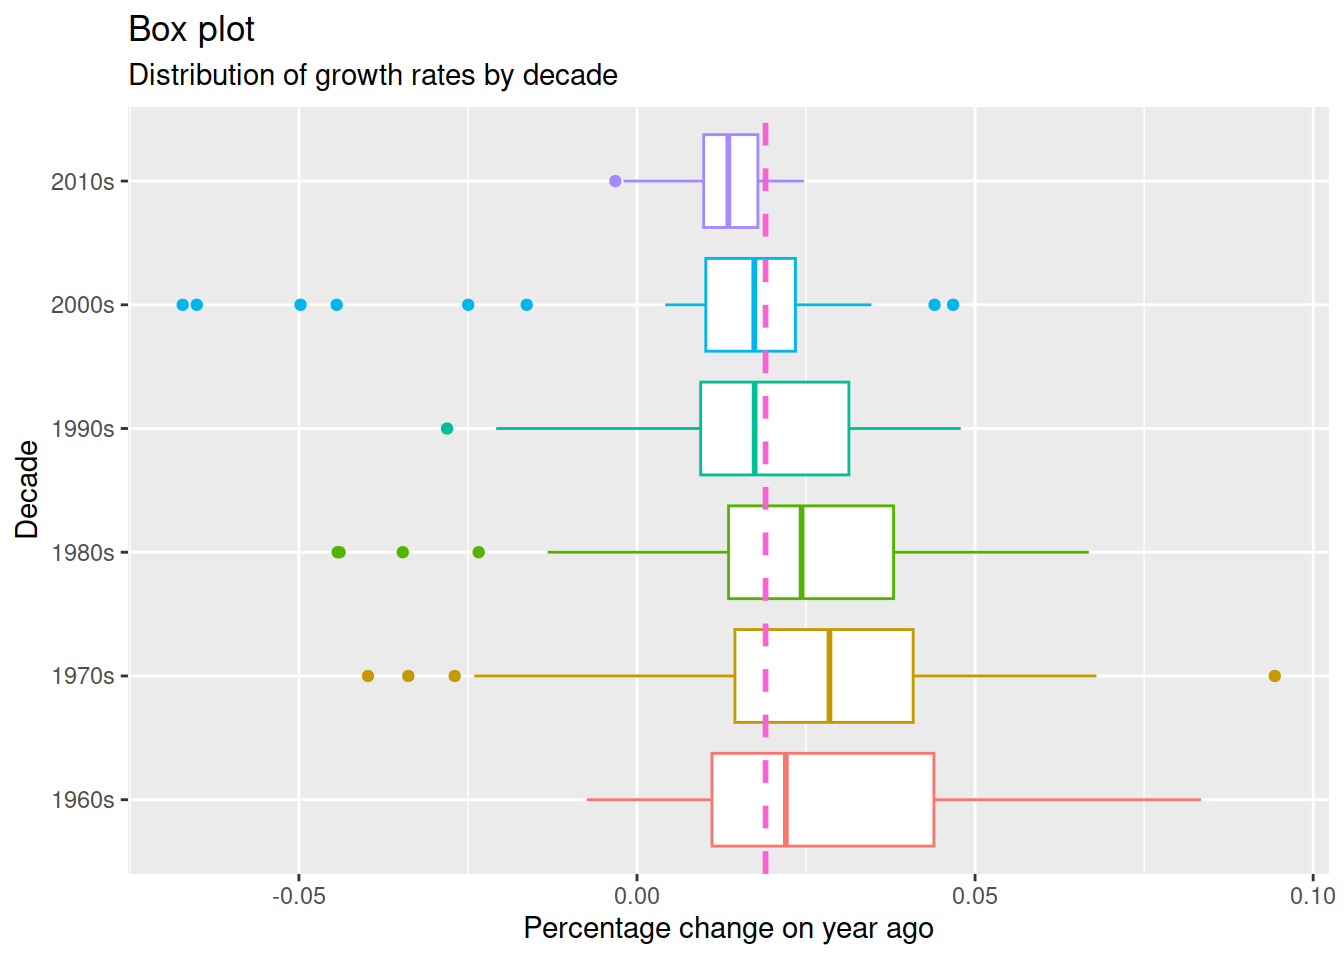 Box plot
Distribution of growth rates by decade
Decade
2010s
2000s
1990s
1980s
1970s
1960s
-0.05 0.00 0.05 0.10
Percentage change on year ago